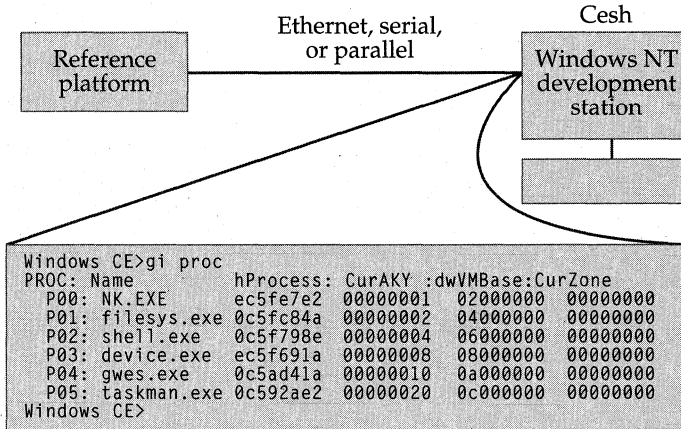 Cesh
Ethernet, serial,
or parallel
Reference
platform
Windows NT
development
station
Windows CE>gi proc
PROC: Name hProcess: CurAKY :dwVMBase:CurZone
P00: NK.EXE ec5fe7e2 00000001 02000000 00000000
P01: filesys.exe 0c5fc84a 00000002 04000000 00000000
P02: shell.exe 0c5f798e 00000004 06000000 00000000
P03: device.exe ec5f691a 00000008 08000000 00000000
P04: gwes.exe 0c5ad41a 00000010 0a000000 00000000
P05: taskman.exe 0c592ae2 00000020 0c000000 00000000
Windows CE>